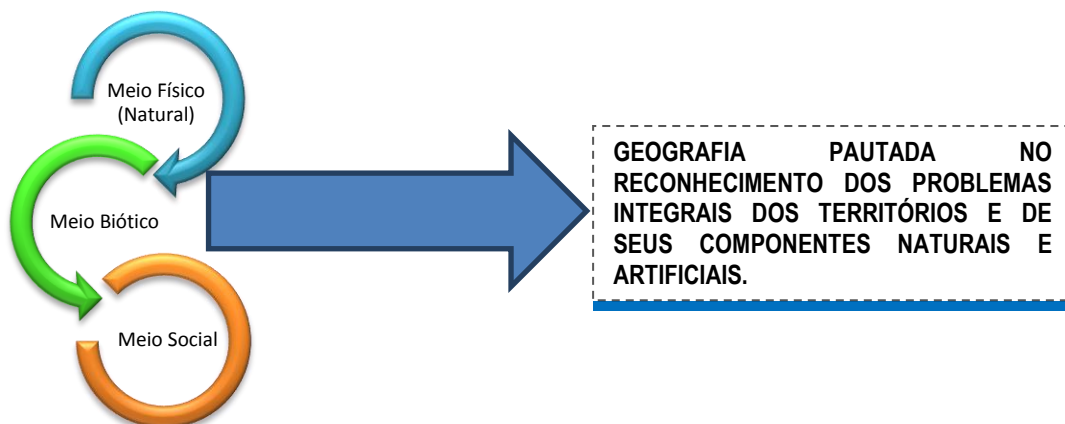 Meio Físico
(Natural)
Meio Biótico
Meio Social
GEOGRAFIA PAUTADA NO
RECONHECIMENTO DOS PROBLEMAS
INTEGRAIS DOS TERRITÓRIOS E DE
SEUS COMPONENTES NATURAIS E
ARTIFICIAIS.